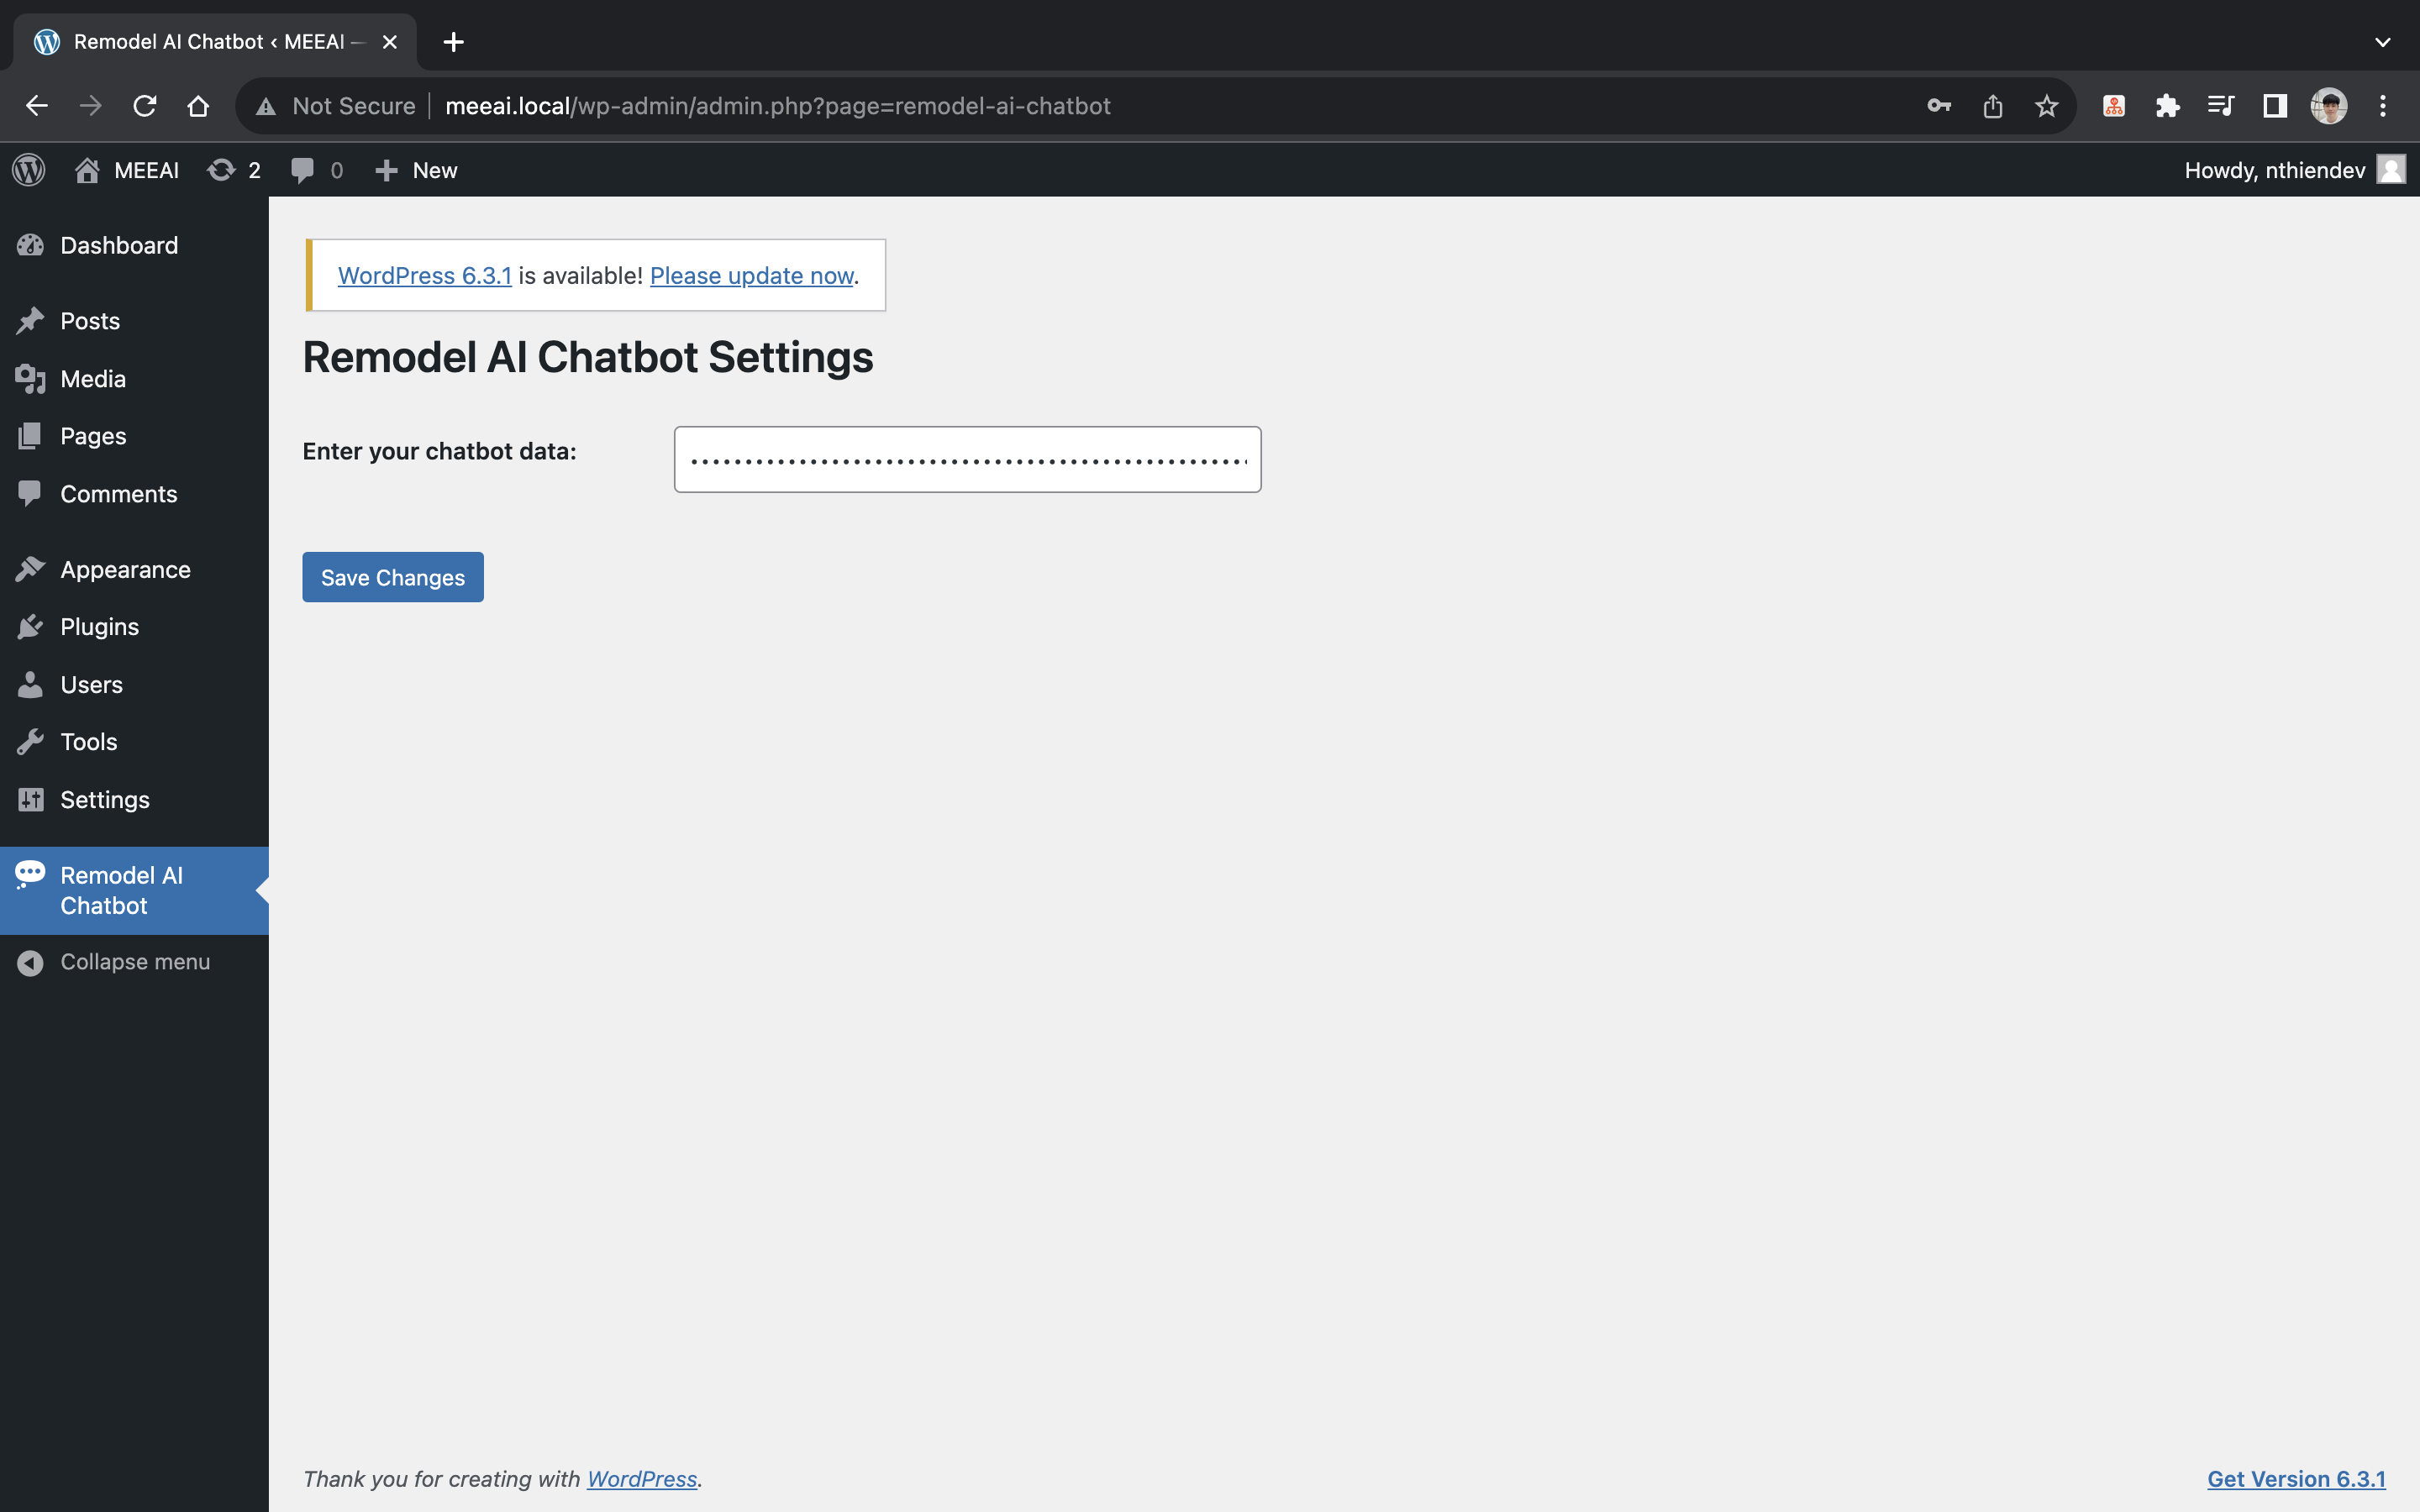 Remodel AI Chatbot ‹ MEEAI —
Not Secure meeai.local/wp-admin/admin.php?page=remodel-ai-chatbot
MEEAI 2 0 New Howdy, nthiendev
Dashboard
Posts
Media
Pages
Comments
Appearance
Plugins
Users
Tools
Settings
Remodel AI
Chatbot
Collapse menu
WordPress 6.3.1 is available! Please update now.
Remodel AI Chatbot Settings
Enter your chatbot data:
Save Changes
Thank you for creating with WordPress.
Get Version 6.3.1